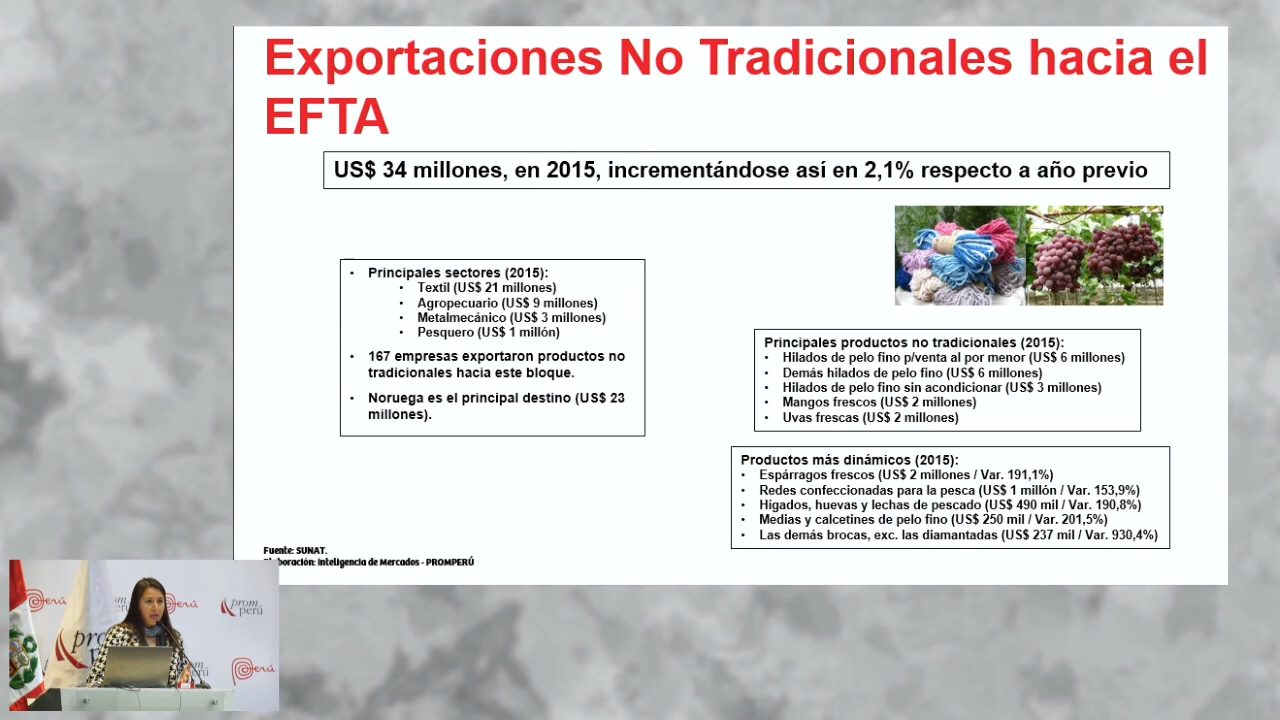 Exportaciones No Tradicionales hacia el
EFTA
US$ 34 millones, en 2015, incrementándose así en 2,1% respecto a año previo
• Principales sectores (2015):
• Textil (US$ 21 millones)
• Agropecuario (US$ 9 millones)
• Metalmecánico (US$ 3 millones)
• Pesquero (US$ 1 millón)
• 167 empresas exportaron productos no
tradicionales hacia este bloque.
• Noruega es el principal destino (US$ 23
millones).
Principales productos no tradicionales (2015):
• Hilados de pelo fino p/venta al por menor (US$ 6 millones)
• Demás hilados de pelo fino (US$ 6 millones)
• Hilados de pelo fino sin acondicionar (US$ 3 millones)
• Mangos frescos (US$ 2 millones)
• Uvas frescas (US$ 2 millones)
Productos más dinámicos (2015):
• Espárragos frescos (US$ 2 millones / Var. 191,1%)
• Redes confeccionadas para la pesca (US$ 1 millón / Var. 153,9%)
• Hígados, huevas y lechas de pescado (US$ 490 mil / Var. 190,8%)
• Medias y calcetines de pelo fino (US$ 250 mil / Var. 201,5%)
• Las demás brocas, exc. las diamantadas (US$ 237 mil / Var. 930,4%)
Fuente: SUNAT.
boración: Inteligencia de Mercados - PROMPERÚ
Perú
prom
perú
Perú